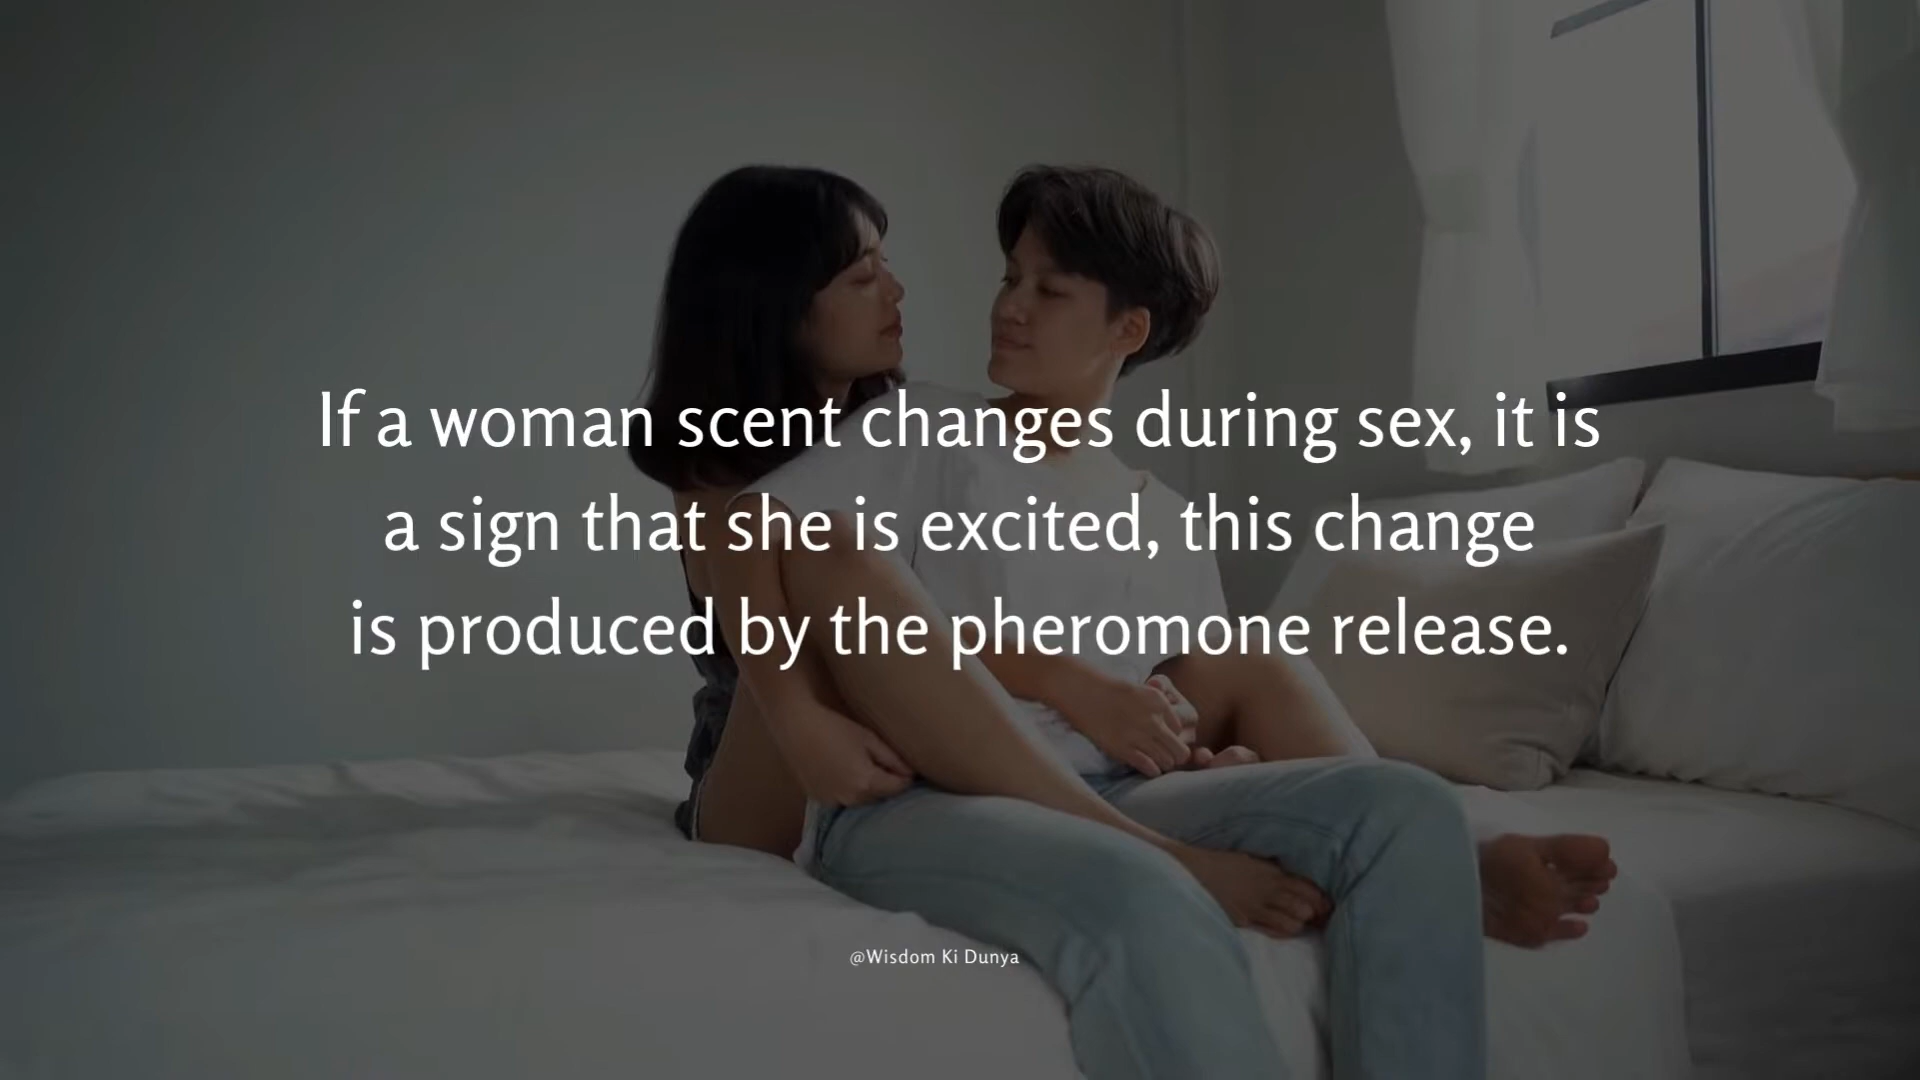 If a woman scent changes during sex, it is
a sign that she is excited, this change
is produced by the pheromone release.
@Wisdom Ki Dunya